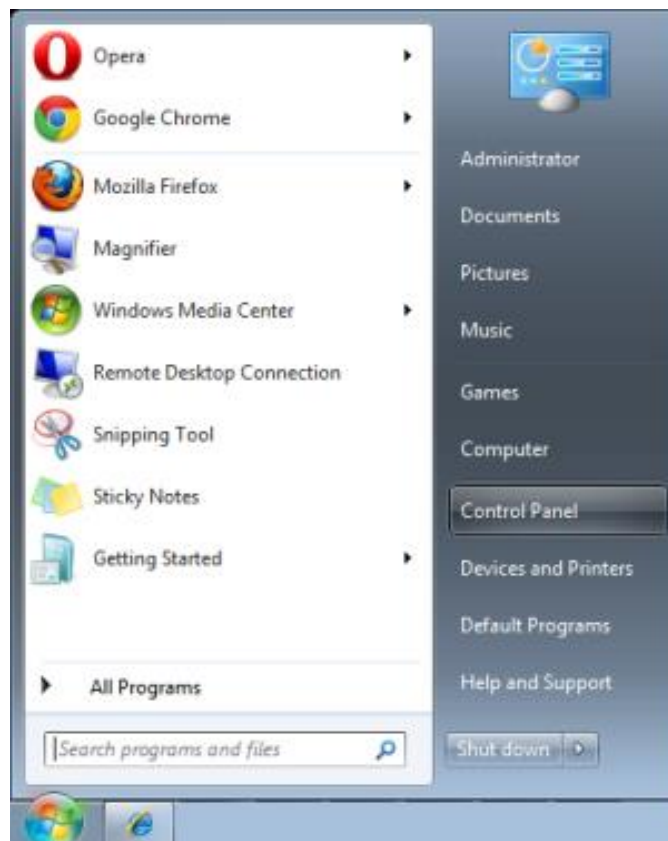 Opera
Google Chrome
Mozilla Firefox
Magnifier
Windows Media Center
Remote Desktop Connection
Snipping Tool
Sticky Notes
Getting Started
All Programs
Search programs and files
Administrator
Documents
Pictures
Music
Games
Computer
Control Panel
Devices and Printers
Default Programs
Help and Support
Shut down